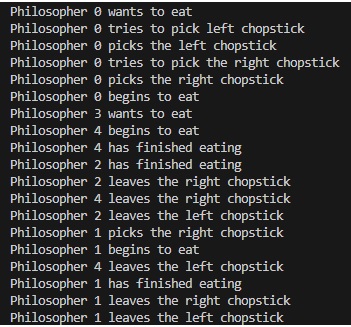 Philosopher 0 wants to eat
Philosopher 0 tries to pick left chopstick
Philosopher 0 picks the left chopstick
Philosopher 0 tries to pick the right chopstick
Philosopher 0 picks the right chopstick
Philosopher 0 begins to eat
Philosopher 3 wants to eat
Philosopher 4 begins to eat
Philosopher 4 has finished eating
Philosopher 2 has finished eating
Philosopher 2 leaves the right chopstick
Philosopher 4 leaves the right chopstick
Philosopher 2 leaves the left chopstick
Philosopher 1 picks the right chopstick
Philosopher 1 begins to eat
Philosopher 4 leaves the left chopstick
Philosopher 1 has finished eating
Philosopher 1 leaves the right chopstick
Philosopher 1 leaves the left chopstick